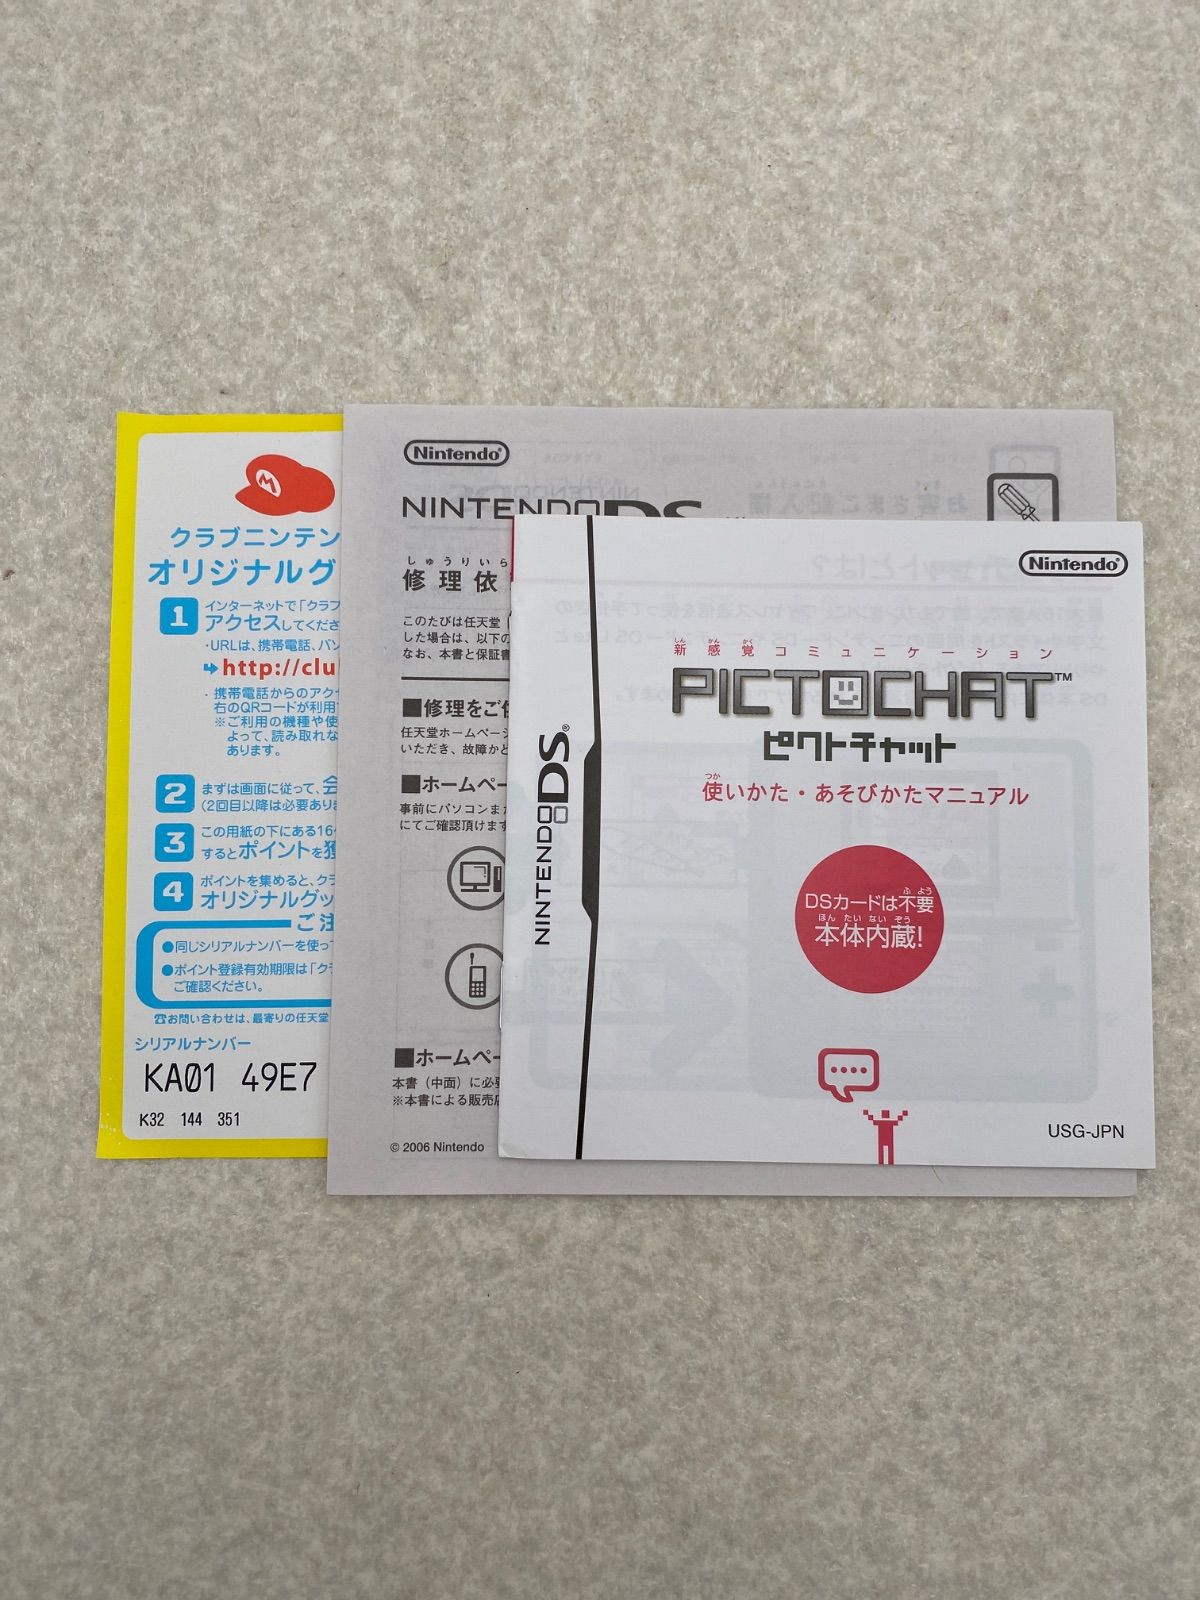 クラブニンテン
オリジナルグ
1 インターネットで「クラブ
アクセスしてくださ
・URLは、携帯電話、パソ
http://clu
・携帯電話からのアクセ
右のQRコードが利用
※ご利用の機種や使
よって、読み取れな
あります。
2 まずは画面に従って、会
(2回目以降は必要あり
3 この用紙の下にある16
するとポイントを獲
4 ポイントを集めると、ク
オリジナルグッ
ご注
●同じシリアルナンバーを使っ
●ポイント登録有効期限は「ク
ご確認ください。
☎お問い合わせは、最寄りの任天堂
シリアルナンバー
KA01 49E7
K32 144 351
Nintendo®
NINTENDO DS
しゅうりいら
修理依
このたびは任天堂
した場合は、以下の
なお、本書と保証書
■修理をご依
任天堂ホームページ
いただき、故障かど
■ホームペー
事前にパソコンまた
にてご確認頂けます
■ホームペー
本書（中面）に必要
※本書による販売店
© 2006 Nintendo
NINTENDO DS®
Nintendo®
しん かん かく
新感覚コミュニケーション
PICTOCHAT™
ピクトチャット
つか
使いかた・あそびかたマニュアル
ふよう
DSカードは不要
ほんたいないぞう
本体内蔵!
USG-JPN